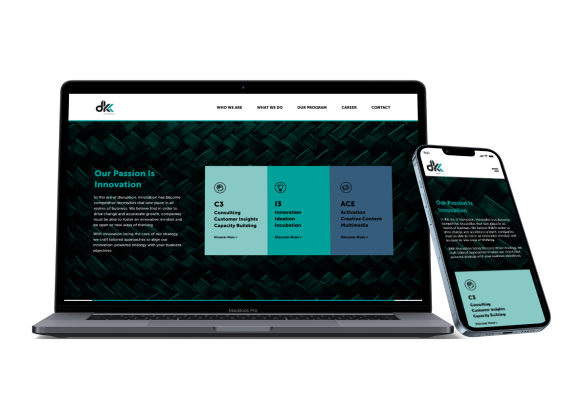 dk
WHO WE ARE
WHAT WE DO
OUR PROGRAM
CAREER
CONTACT
Our Passion Is
Innovation
In this era of disruption, innovation has become
competitive necessities that take place in all
realms of business. We believe that in order to
drive change and accelerate growth, companies
must be able to foster an innovative mindset and
be open to new ways of thinking.
With innovation being the core of our strategy
we craft tailored approaches to align our
innovation-powered strategy with your business
objectives.
C3
Consulting
Customer Insights
Capacity Building
Discover More >
I3
Innovation
Ideation
Incubation
Discover More >
ACE
Activation
Creative Content
Multimedia
Discover More >
MacBook Pro
dk
Our Passion Is
Innovation
C3
Consulting
Customer Insights
Capacity Building
Discover More >